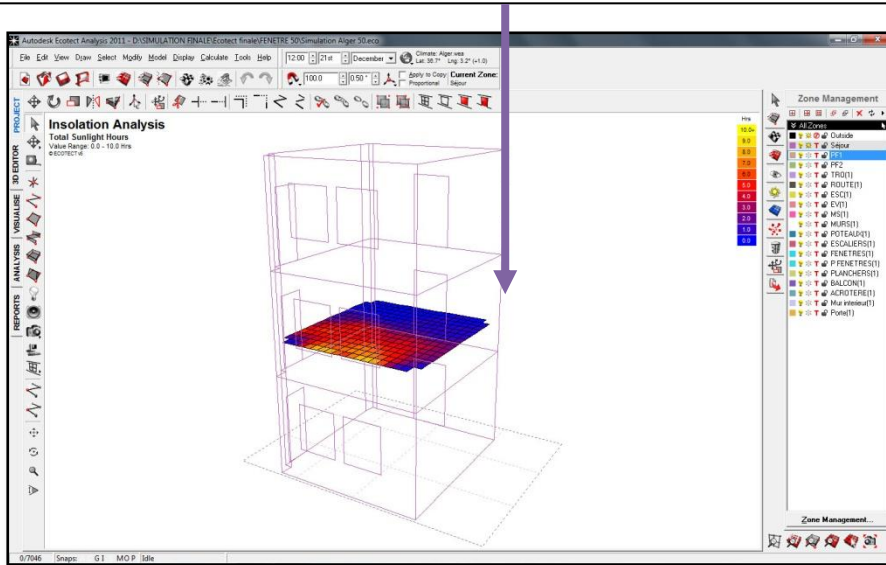 Autodesk Ecotect Analysis 2011 - D:\SIMULATION FINALE\Ecotect finale\FENETRE 50\Simulation Alger 50.eco
File Edit View Draw Select Modify Model Display Calculate Tools Help
12:00 21st December
Climate: Alger.wea
Lat: 36.7° Lng: 3.2° (+1.0)
100.0 0.50°
Apply to Copy
Proportional
Current Zone:
Séjour
PROJECT
3D EDITOR
VISUALISE
ANALYSIS
REPORTS
Insolation Analysis
Total Sunlight Hours
Value Range: 0.0 - 10.0 Hrs
© ECOTECT v5
Hrs
10.0+
9.0
8.0
7.0
6.0
5.0
4.0
3.0
2.0
1.0
0.0
Zone Management
All Zones
T Outside
T Séjour
T PF1
T PF2
T TRO(1)
T ROUTE(1)
T ESC(1)
T EV(1)
T MS(1)
T MURS(1)
T POTEAUX(1)
T ESCALIERS(1)
T FENETRES(1)
T P.FENETRES(1)
T PLANCHERS(1)
T BALCON(1)
T ACROTERE(1)
T Mur interieur(1)
T Porte(1)
Zone Management...
0/7046 Snaps: G I M O P Idle